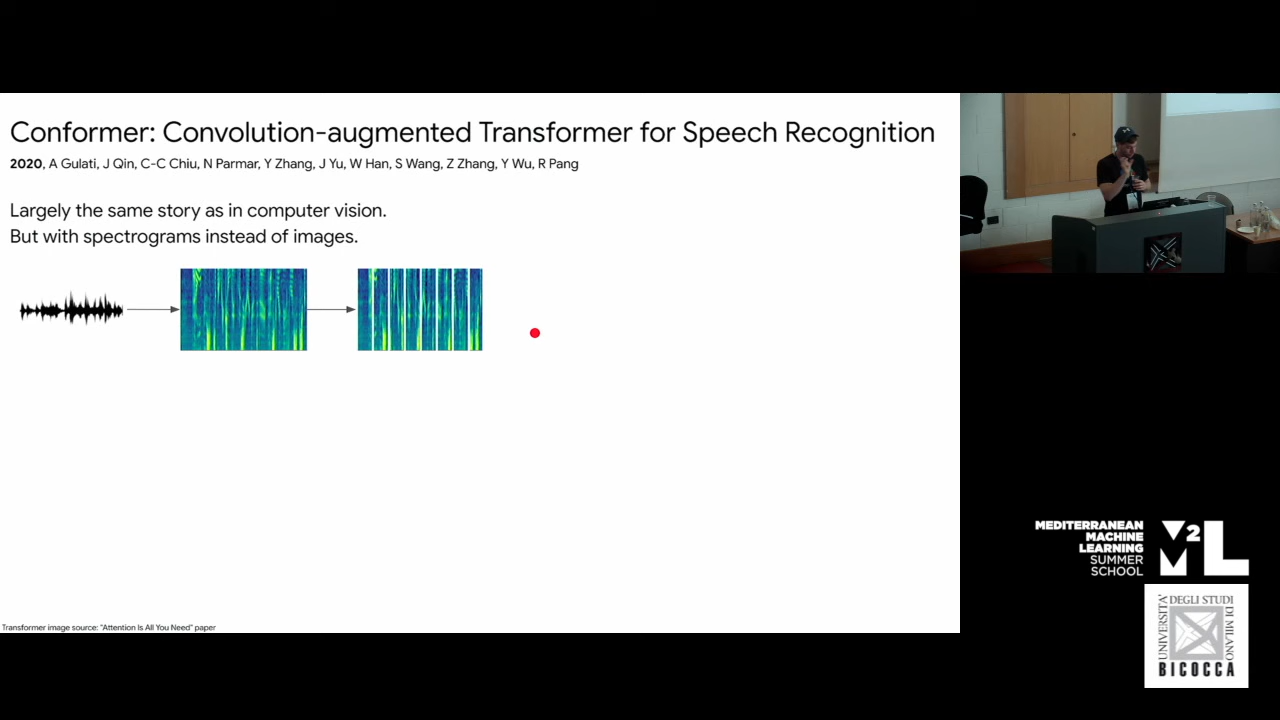 Conformer: Convolution-augmented Transformer for Speech Recognition
2020, A Gulati, J Qin, C-C Chiu, N Parmar, Y Zhang, J Yu, W Han, S Wang, Z Zhang, Y Wu, R Pang
Largely the same story as in computer vision.
But with spectrograms instead of images.
Transformer image source: "Attention Is All You Need" paper
MEDITERRANEAN
MACHINE
LEARNING
SUMMER
SCHOOL
M2L
UNIVERSITÀ
DEGLI STUDI
DI MILANO
BICOCCA